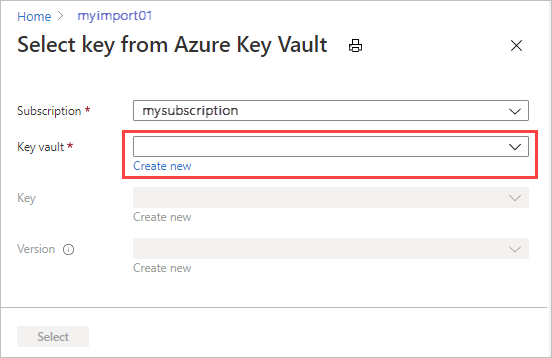 Home > myimport01
Select key from Azure Key Vault
Subscription *
mysubscription
Key vault *
Create new
Key
Create new
Version
Create new
Select